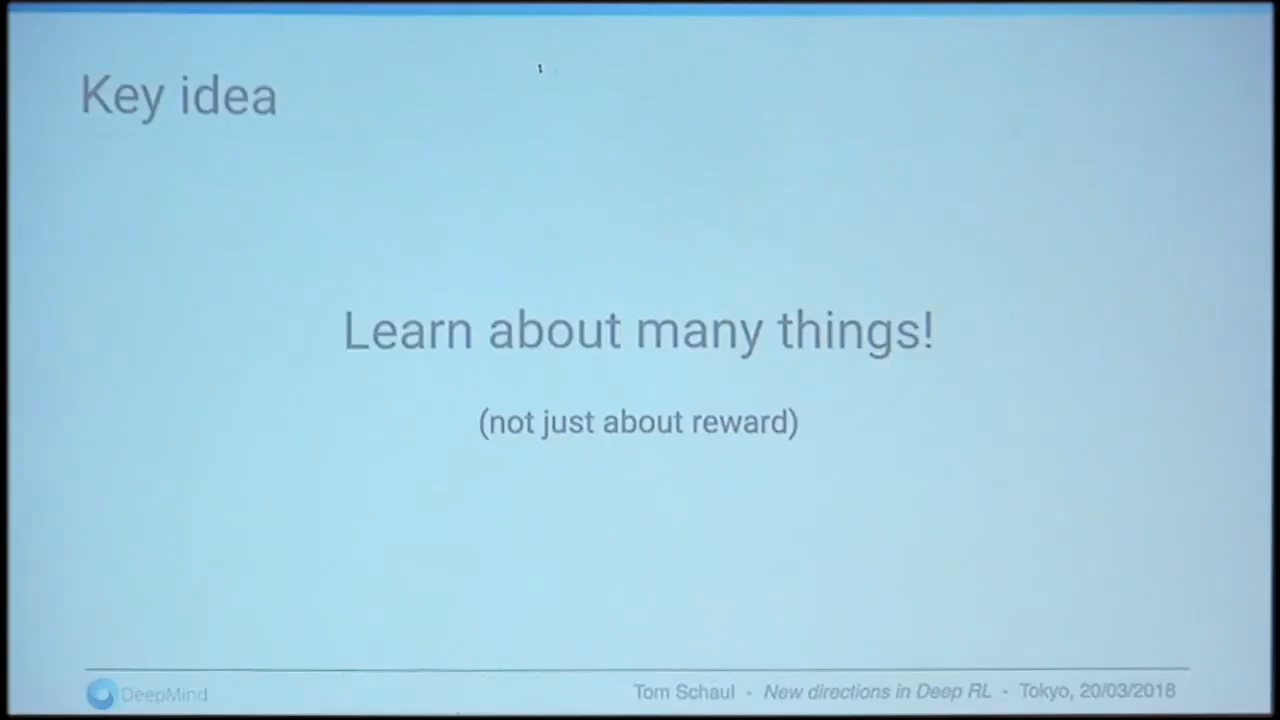 Key idea
Learn about many things!
(not just about reward)
DeepMind
Tom Schaul - New directions in Deep RL - Tokyo, 20/03/2018